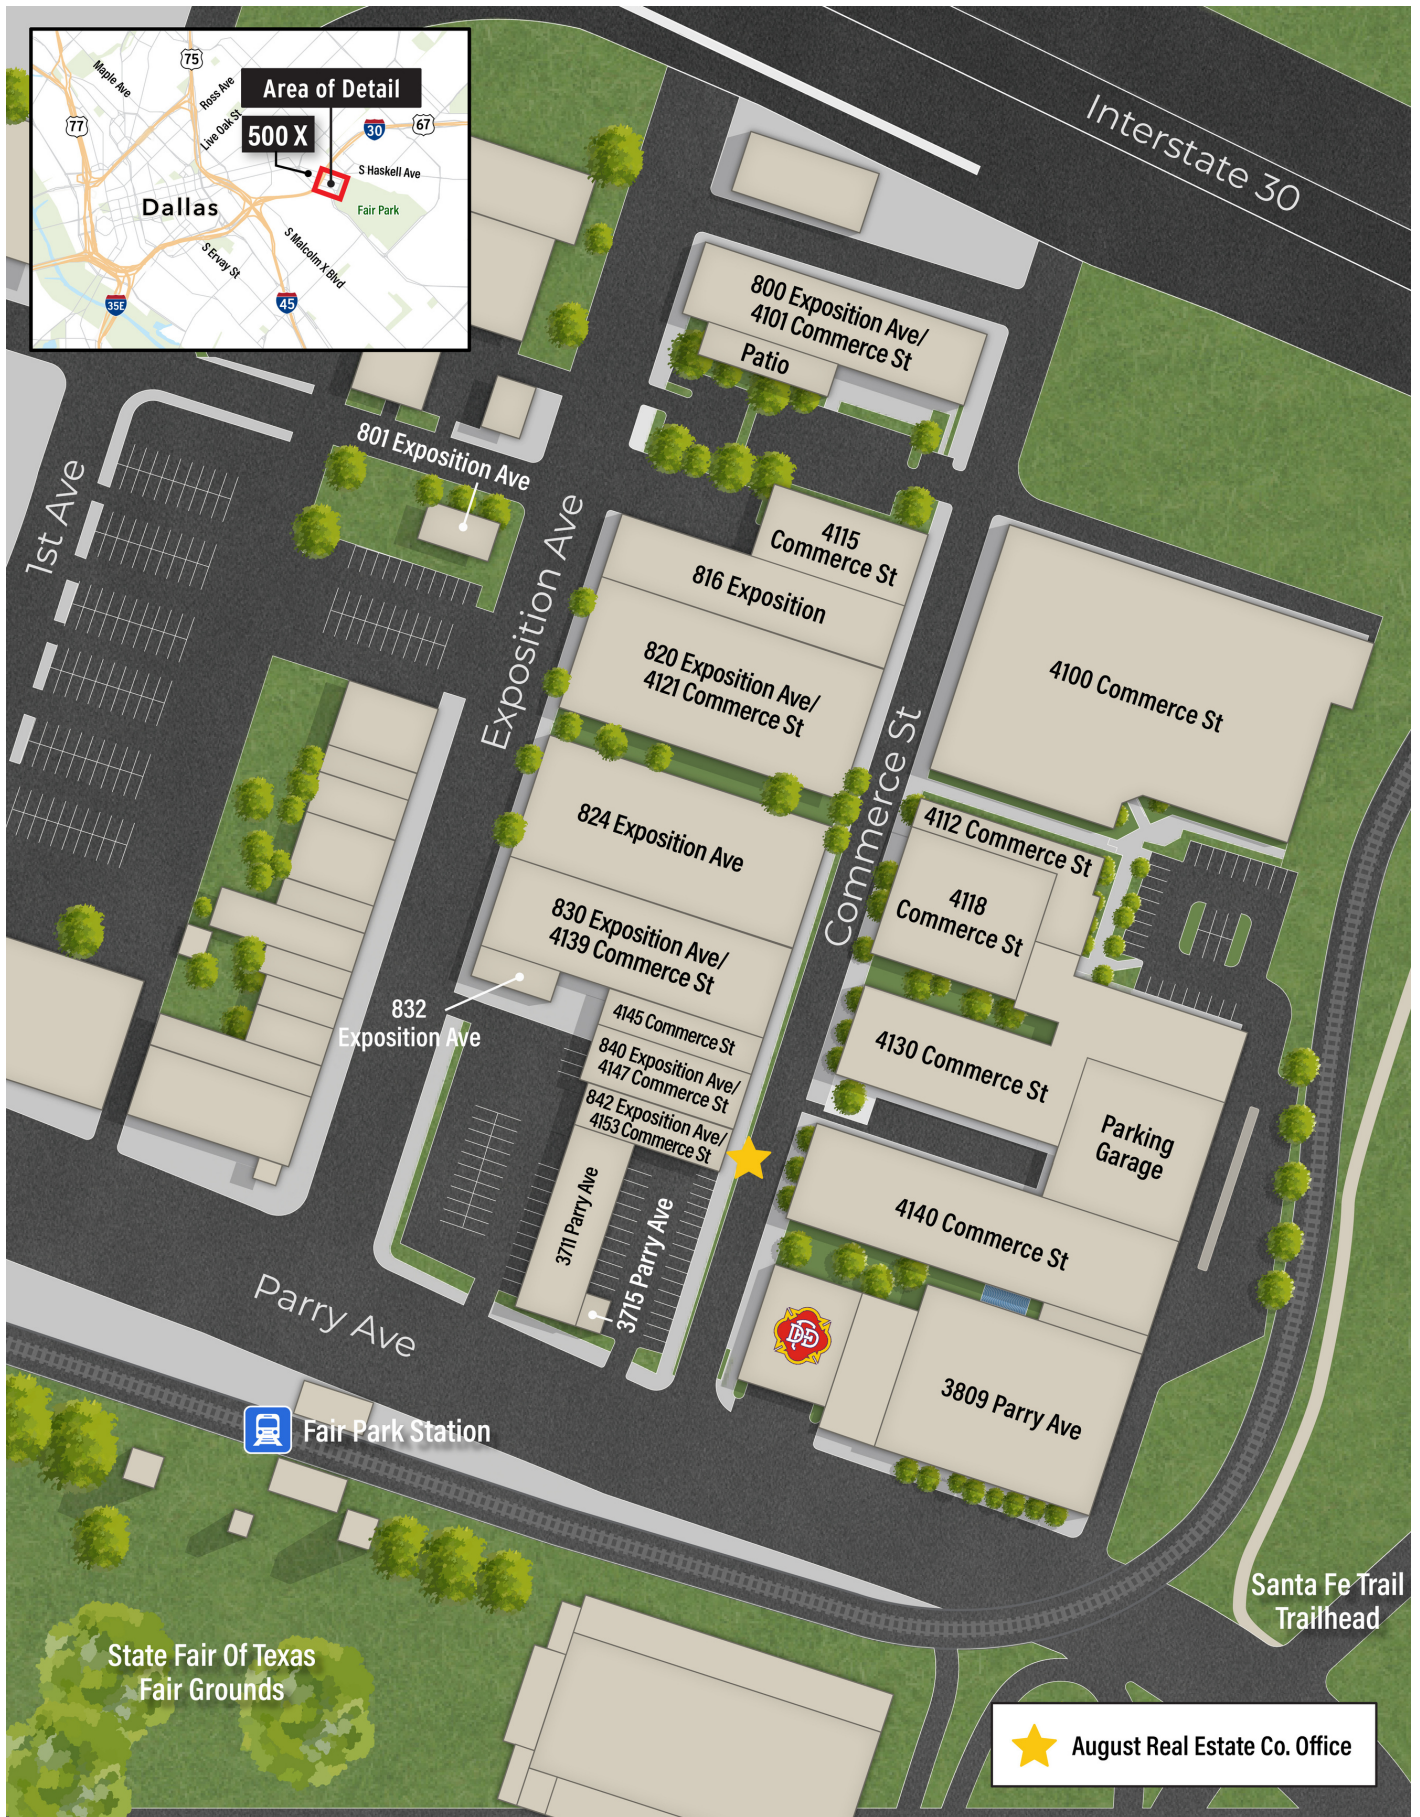 75
Maple Ave
Ross Ave
Area of Detail
Live Oak St
77
500 X
30
67
S Haskell Ave
Dallas
Fair Park
S Ervay St
S Malcolm X Blvd
35E
45
Interstate 30
800 Exposition Ave/
4101 Commerce St
Patio
801 Exposition Ave
1st Ave
Exposition Ave
4115
Commerce St
816 Exposition
820 Exposition Ave/
4121 Commerce St
4100 Commerce St
Commerce St
824 Exposition Ave
4112 Commerce St
4118
Commerce St
830 Exposition Ave/
4139 Commerce St
832
Exposition Ave
4145 Commerce St
840 Exposition Ave/
4147 Commerce St
842 Exposition Ave/
4153 Commerce St
4130 Commerce St
Parking
Garage
3711 Parry Ave
3715 Parry Ave
4140 Commerce St
Parry Ave
DFD
3809 Parry Ave
Fair Park Station
Santa Fe Trail
Trailhead
State Fair Of Texas
Fair Grounds
August Real Estate Co. Office